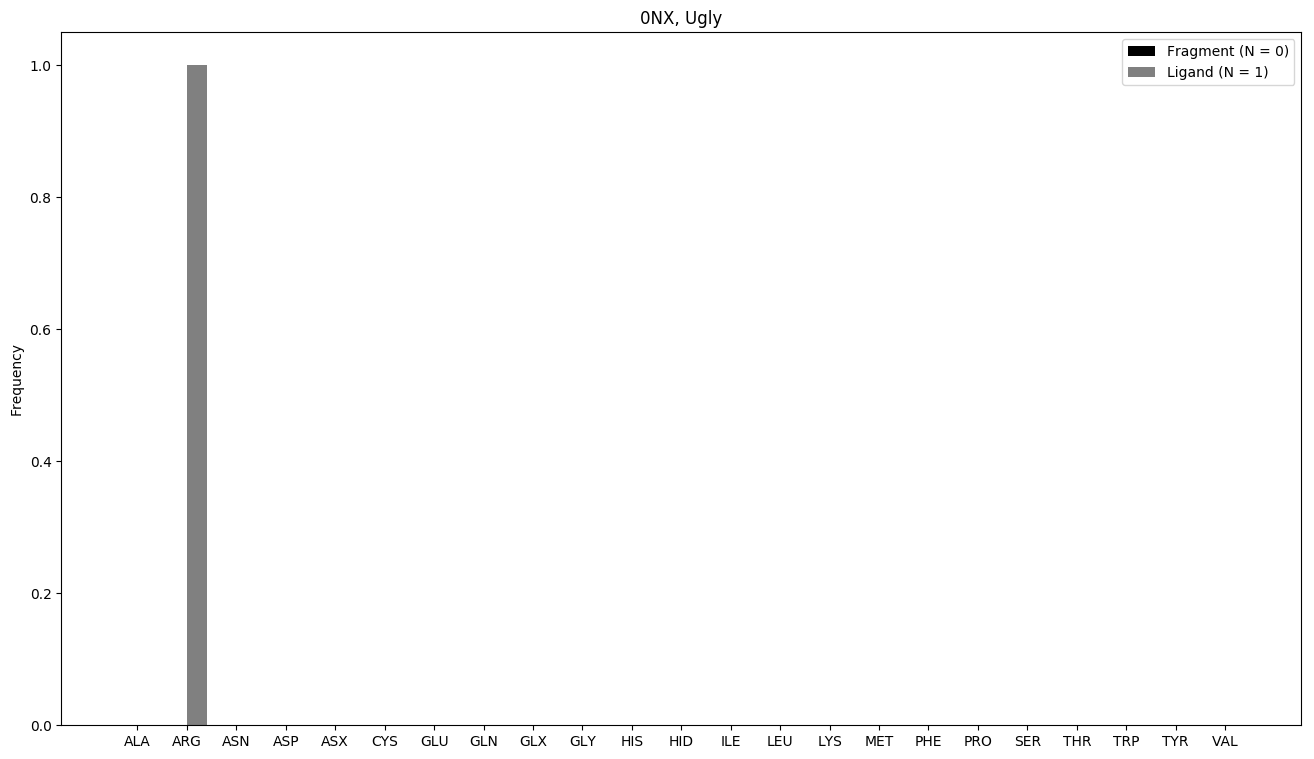 0NX, Ugly
Fragment (N = 0)
Ligand (N = 1)
Frequency
1.0
0.8
0.6
0.4
0.2
0.0
ALA ARG ASN ASP ASX CYS GLU GLN GLX GLY HIS HID ILE LEU LYS MET PHE PRO SER THR TRP TYR VAL